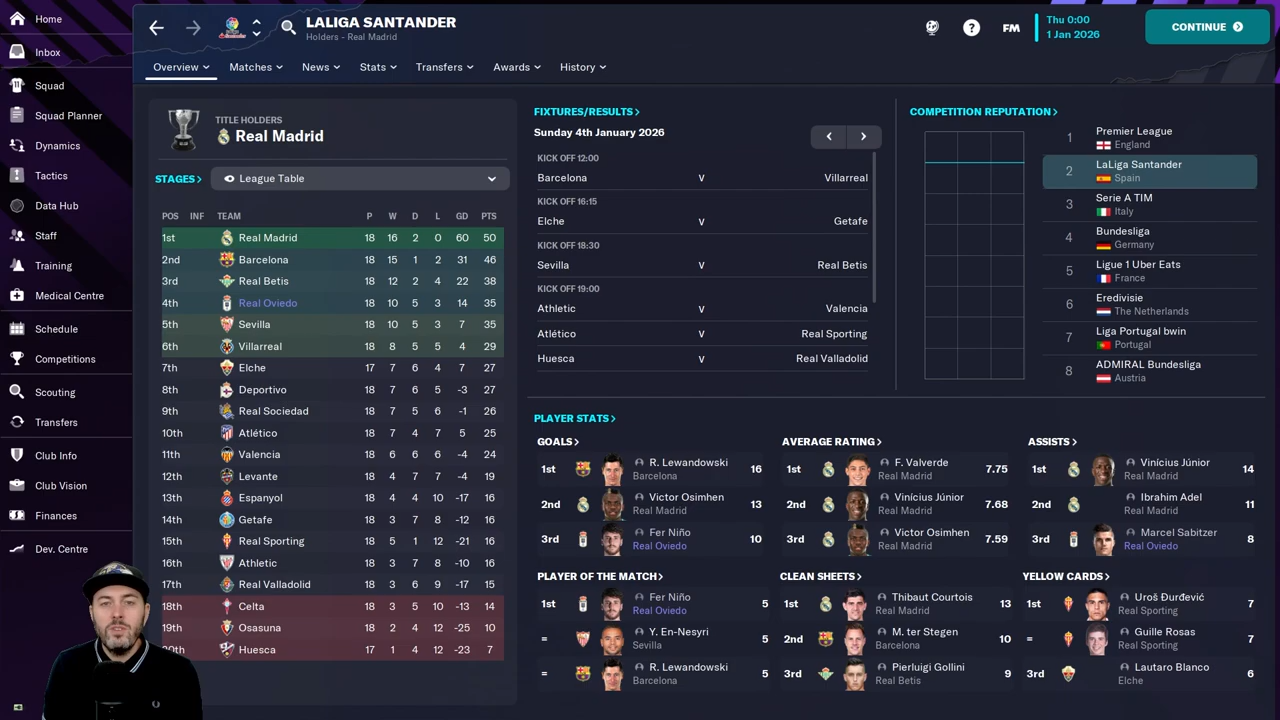 Home
Inbox
Squad
Squad Planner
Dynamics
Tactics
Data Hub
Staff
Training
Medical Centre
Schedule
Competitions
Scouting
Transfers
Club Info
Club Vision
Finances
Dev. Centre
LALIGA SANTANDER
Holders - Real Madrid
FM
Thu 0:00
1 Jan 2026
CONTINUE
Overview Matches News Stats Transfers Awards History
TITLE HOLDERS
Real Madrid
STAGES League Table
POS INF TEAM P W D L GD PTS
1st Real Madrid 18 16 2 0 60 50
2nd Barcelona 18 15 1 2 31 46
3rd Real Betis 18 12 2 4 22 38
4th Real Oviedo 18 10 5 3 14 35
5th Sevilla 18 10 5 3 7 35
6th Villarreal 18 8 5 5 4 29
7th Elche 17 7 6 4 7 27
8th Deportivo 18 7 6 5 -3 27
9th Real Sociedad 18 7 5 6 -1 26
10th Atlético 18 7 4 7 5 25
11th Valencia 18 6 6 6 -4 24
12th Levante 18 4 7 7 -4 19
13th Espanyol 18 4 4 10 -17 16
14th Getafe 18 3 7 8 -12 16
15th Real Sporting 18 5 1 12 -21 16
16th Athletic 18 3 7 8 -10 16
17th Real Valladolid 18 3 6 9 -17 15
18th Celta 18 3 5 10 -13 14
19th Osasuna 18 2 4 12 -25 10
20th Huesca 17 1 4 12 -23 7
FIXTURES/RESULTS
Sunday 4th January 2026
KICK OFF 12:00
Barcelona V Villarreal
KICK OFF 16:15
Elche V Getafe
KICK OFF 18:30
Sevilla V Real Betis
KICK OFF 19:00
Athletic V Valencia
Atlético V Real Sporting
Huesca V Real Valladolid
COMPETITION REPUTATION
1 Premier League
England
2 LaLiga Santander
Spain
3 Serie A TIM
Italy
4 Bundesliga
Germany
5 Ligue 1 Uber Eats
France
6 Eredivisie
The Netherlands
7 Liga Portugal bwin
Portugal
8 ADMIRAL Bundesliga
Austria
PLAYER STATS
GOALS
1st R. Lewandowski 16
Barcelona
2nd Victor Osimhen 13
Real Madrid
3rd Fer Niño 10
Real Oviedo
AVERAGE RATING
1st F. Valverde 7.75
Real Madrid
2nd Vinícius Júnior 7.68
Real Madrid
3rd Victor Osimhen 7.59
Real Madrid
ASSISTS
1st Vinícius Júnior 14
Real Madrid
2nd Ibrahim Adel 11
Real Madrid
3rd Marcel Sabitzer 8
Real Oviedo
PLAYER OF THE MATCH
1st Fer Niño 5
Real Oviedo
= Y. En-Nesyri 5
Sevilla
= R. Lewandowski 5
Barcelona
CLEAN SHEETS
1st Thibaut Courtois 13
Real Madrid
2nd M. ter Stegen 10
Barcelona
3rd Pierluigi Gollini 9
Real Betis
YELLOW CARDS
1st Uroš Đurđević 7
Real Sporting
= Guille Rosas 7
Real Sporting
3rd Lautaro Blanco 6
Elche